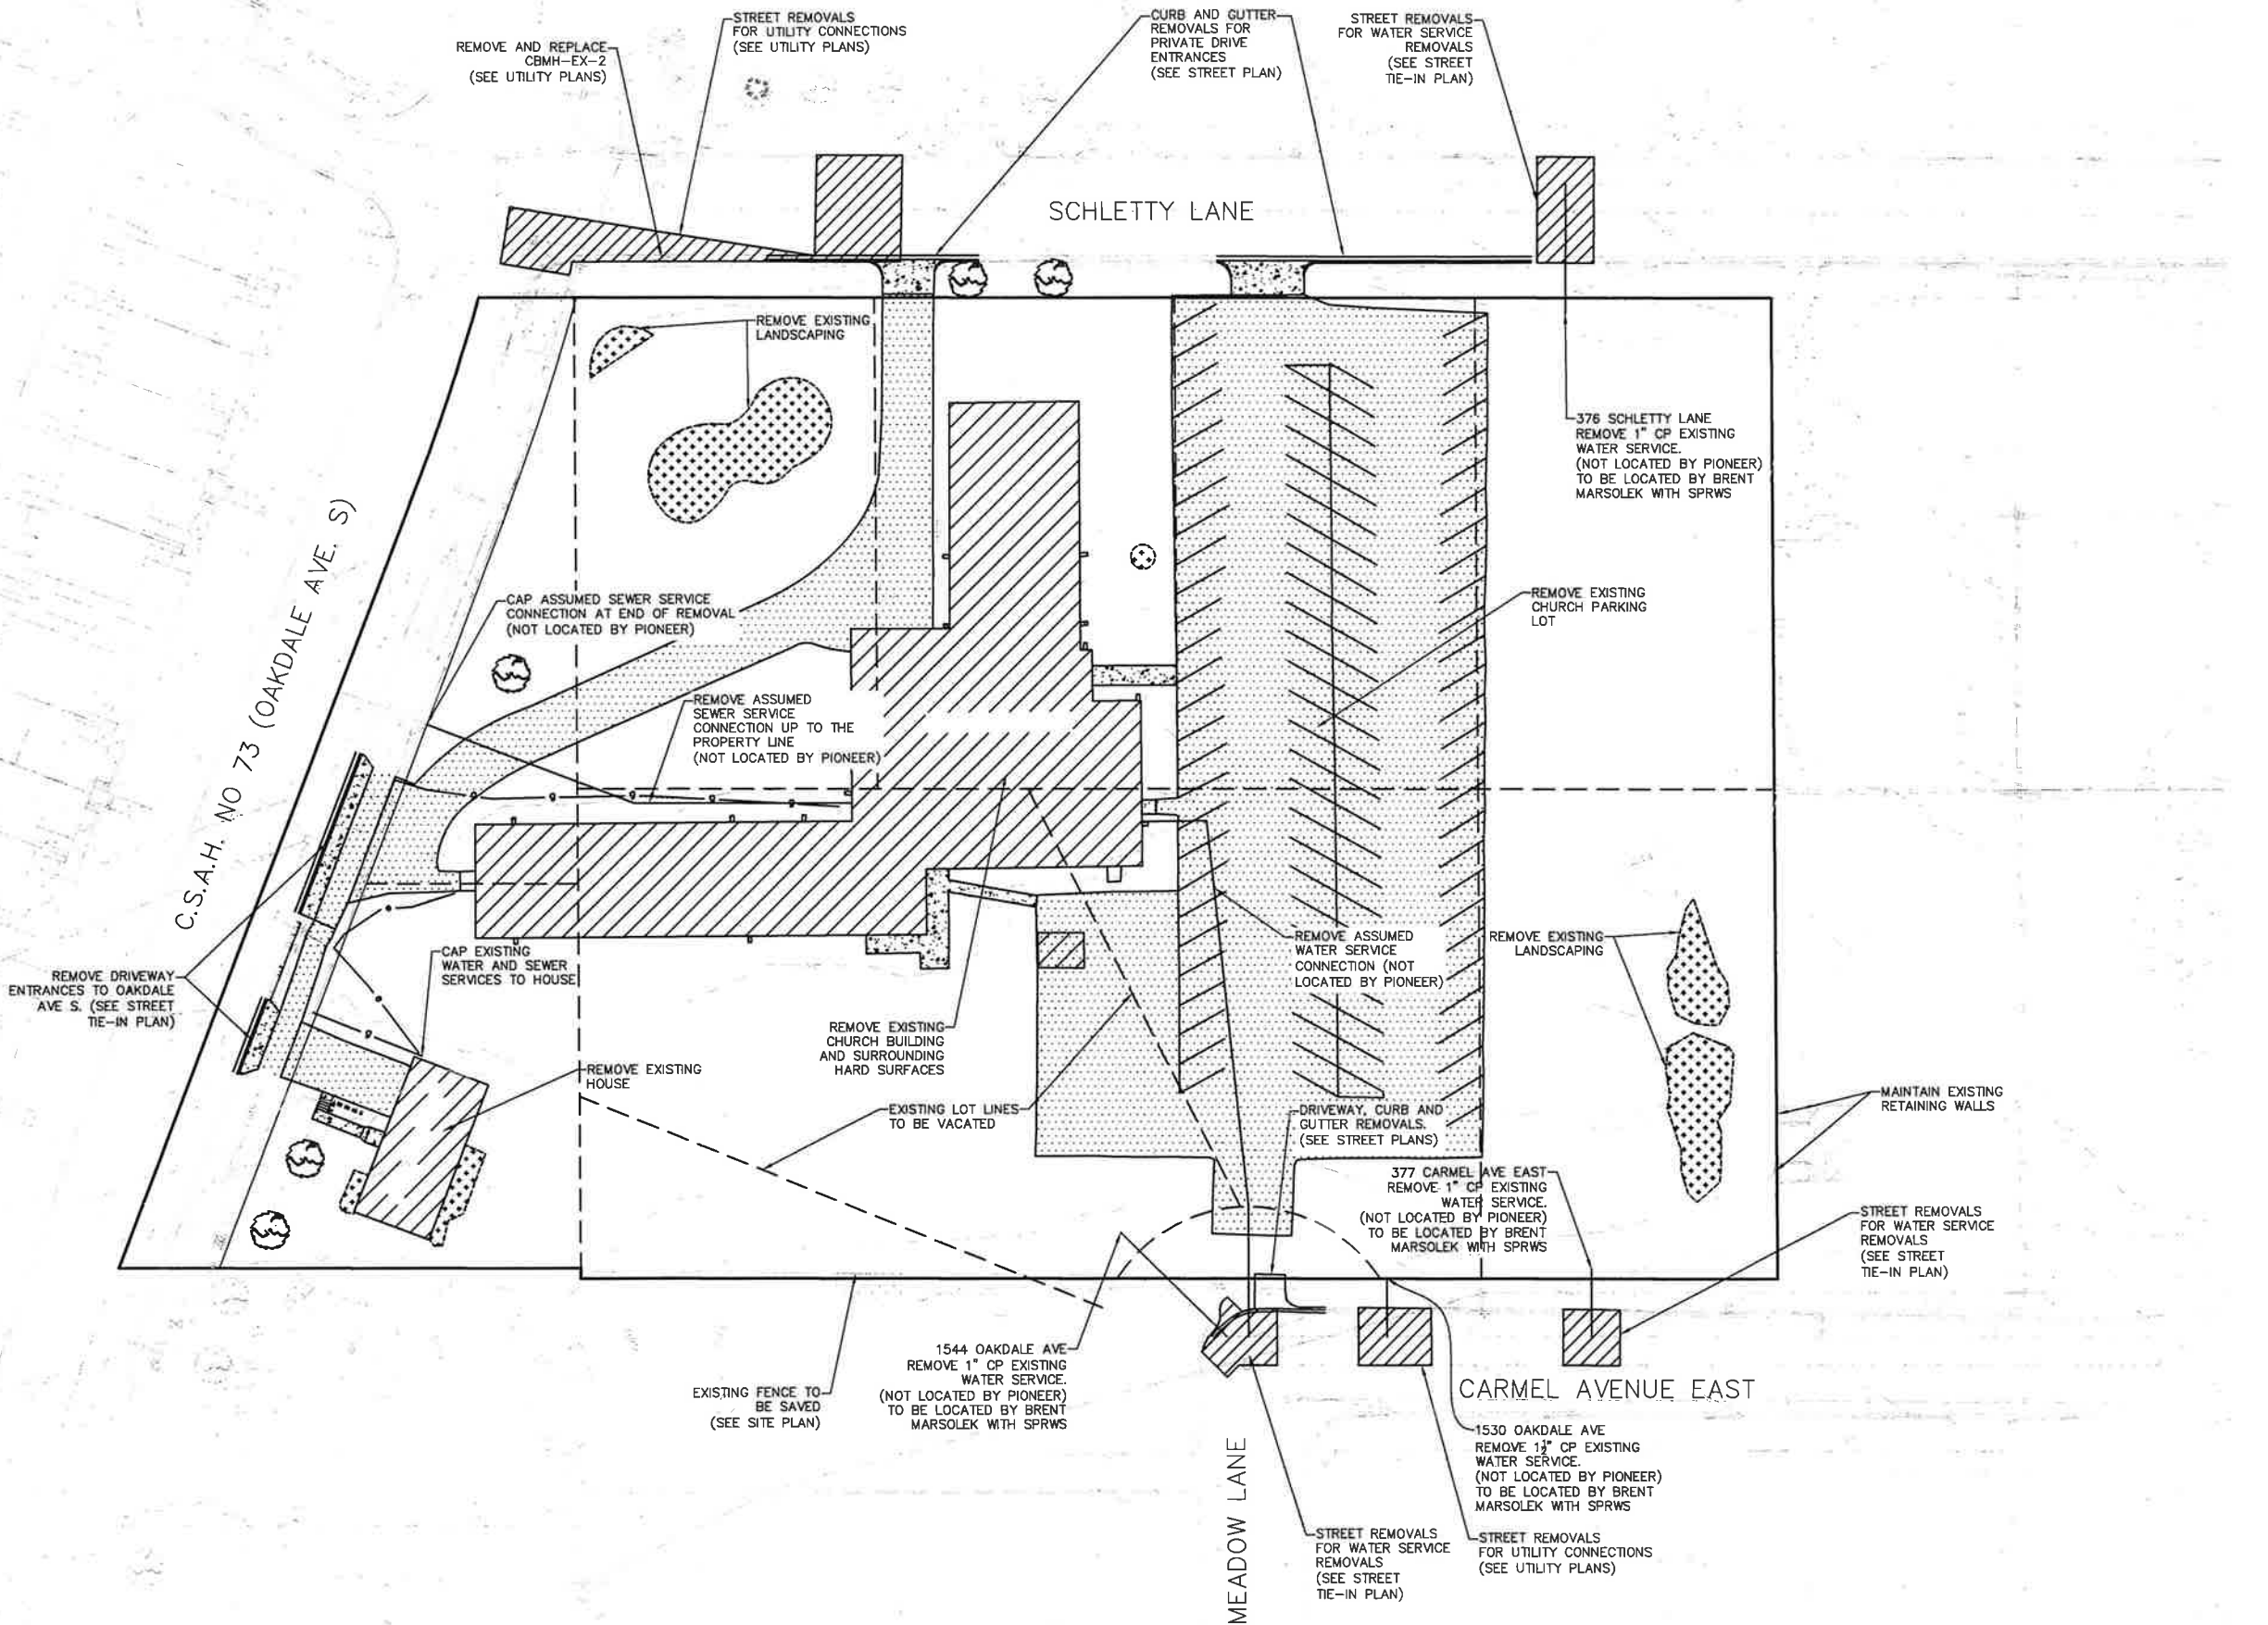 STREET REMOVALS
FOR UTILITY CONNECTIONS
(SEE UTILITY PLANS)
REMOVE AND REPLACE
CBMH-EX-2
(SEE UTILITY PLANS)
CURB AND GUTTER
REMOVALS FOR
PRIVATE DRIVE
ENTRANCES
(SEE STREET PLAN)
STREET REMOVALS
FOR WATER SERVICE
REMOVALS
(SEE STREET
TIE-IN PLAN)
SCHLETTY LANE
REMOVE EXISTING
LANDSCAPING
376 SCHLETTY LANE
REMOVE 1" CP EXISTING
WATER SERVICE.
(NOT LOCATED BY PIONEER)
TO BE LOCATED BY BRENT
MARSOLEK WITH SPRWS
C.S.A.H. NO 73 (OAKDALE AVE. S)
CAP ASSUMED SEWER SERVICE
CONNECTION AT END OF REMOVAL
(NOT LOCATED BY PIONEER)
REMOVE EXISTING
CHURCH PARKING
LOT
REMOVE ASSUMED
SEWER SERVICE
CONNECTION UP TO THE
PROPERTY LINE
(NOT LOCATED BY PIONEER)
REMOVE DRIVEWAY
ENTRANCES TO OAKDALE
AVE S. (SEE STREET
TIE-IN PLAN)
CAP EXISTING
WATER AND SEWER
SERVICES TO HOUSE
REMOVE ASSUMED
WATER SERVICE
CONNECTION (NOT
LOCATED BY PIONEER)
REMOVE EXISTING
LANDSCAPING
REMOVE EXISTING
CHURCH BUILDING
AND SURROUNDING
HARD SURFACES
REMOVE EXISTING
HOUSE
EXISTING LOT LINES
TO BE VACATED
DRIVEWAY, CURB AND
GUTTER REMOVALS.
(SEE STREET PLANS)
MAINTAIN EXISTING
RETAINING WALLS
377 CARMEL AVE EAST
REMOVE 1" CP EXISTING
WATER SERVICE.
(NOT LOCATED BY PIONEER)
TO BE LOCATED BY BRENT
MARSOLEK WITH SPRWS
STREET REMOVALS
FOR WATER SERVICE
REMOVALS
(SEE STREET
TIE-IN PLAN)
1544 OAKDALE AVE
REMOVE 1" CP EXISTING
WATER SERVICE.
(NOT LOCATED BY PIONEER)
TO BE LOCATED BY BRENT
MARSOLEK WITH SPRWS
EXISTING FENCE TO
BE SAVED
(SEE SITE PLAN)
CARMEL AVENUE EAST
1530 OAKDALE AVE
REMOVE 1½" CP EXISTING
WATER SERVICE.
(NOT LOCATED BY PIONEER)
TO BE LOCATED BY BRENT
MARSOLEK WITH SPRWS
MEADOW LANE
STREET REMOVALS
FOR WATER SERVICE
REMOVALS
(SEE STREET
TIE-IN PLAN)
STREET REMOVALS
FOR UTILITY CONNECTIONS
(SEE UTILITY PLANS)